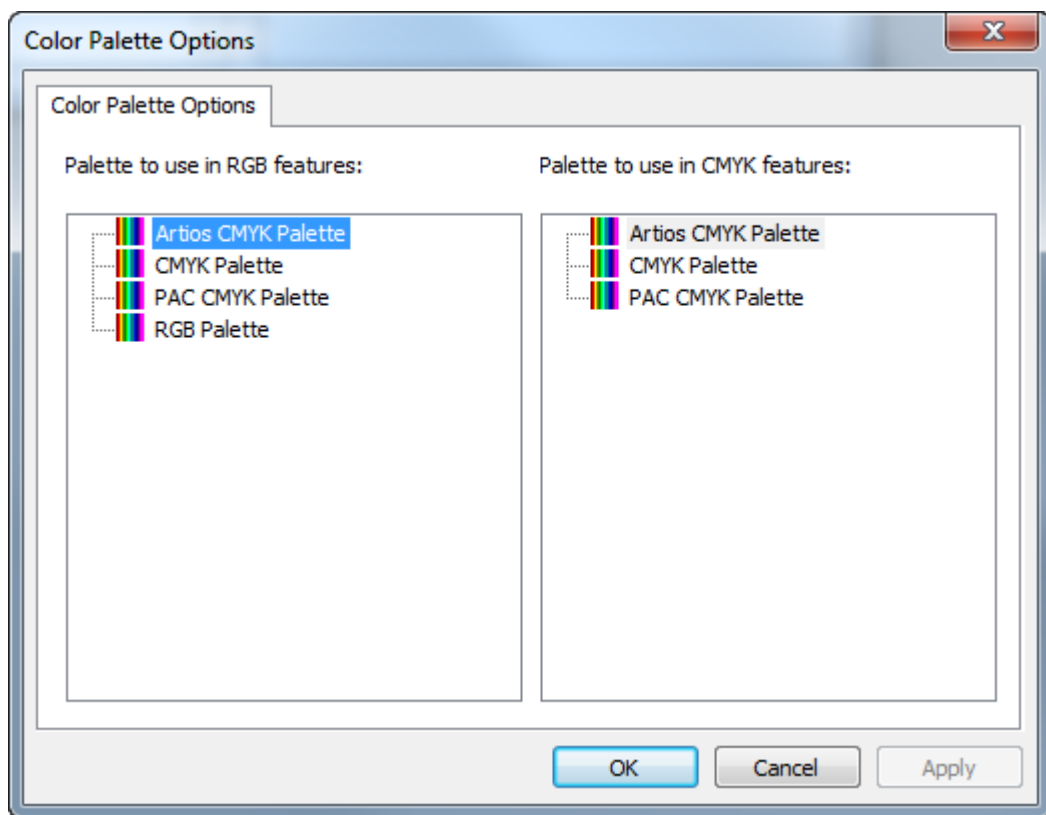 Color Palette Options
Color Palette Options
Palette to use in RGB features:
Artios CMYK Palette
CMYK Palette
PAC CMYK Palette
RGB Palette
Palette to use in CMYK features:
Artios CMYK Palette
CMYK Palette
PAC CMYK Palette
OK
Cancel
Apply